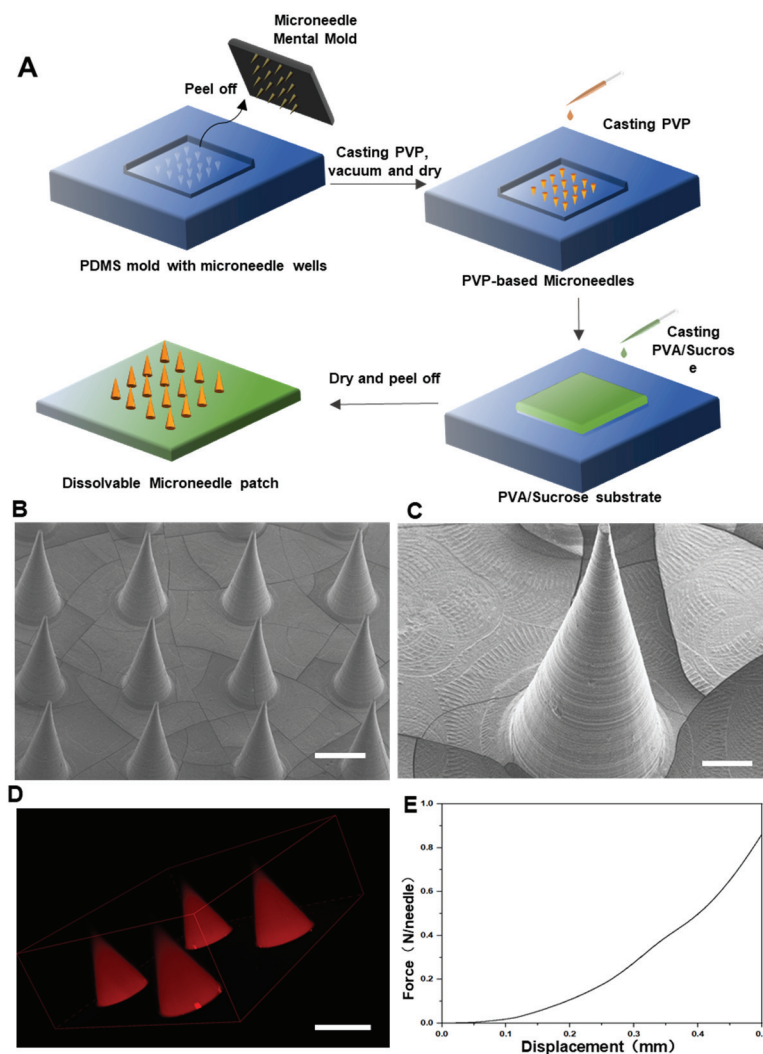 Microneedle
Mental Mold
A
Peel off
Casting PVP
Casting PVP,
vacuum and dry
PDMS mold with microneedle wells
PVP-based Microneedles
Casting
PVA/Sucros
e
Dry and peel off
Dissolvable Microneedle patch
PVA/Sucrose substrate
B
C
D
E
1.0
0.8
0.6
0.4
0.2
0.0
Force（N/needle）
0.0 0.1 0.2 0.3 0.4 0.5
Displacement（mm）